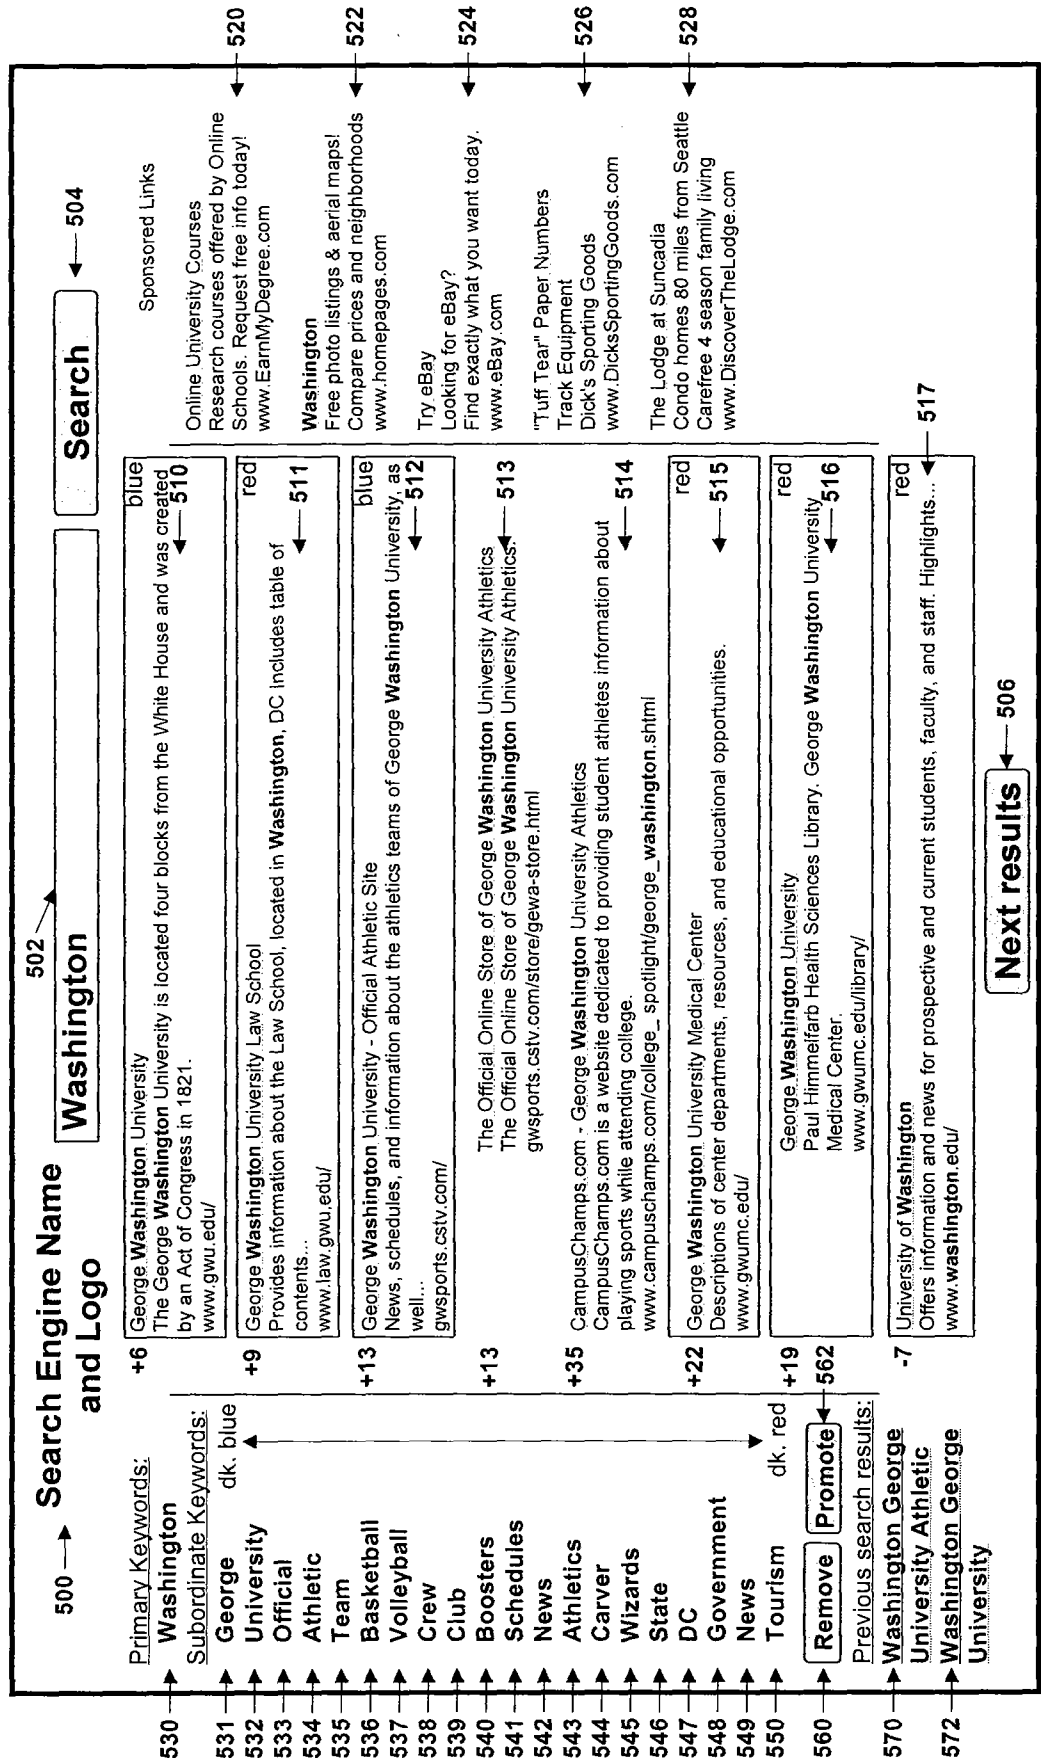 500
Search Engine Name
and Logo
502
Washington
Search
504
Primary Keywords:
530 Washington
Subordinate Keywords:
531 George
dk. blue
532 University
533 Official
534 Athletic
535 Team
536 Basketball
537 Volleyball
538 Crew
539 Club
540 Boosters
541 Schedules
542 News
543 Athletics
544 Carver
545 Wizards
546 State
547 DC
548 Government
549 News
550 Tourism
dk. red
560 Remove Promote 562
Previous search results:
570 Washington George
University Athletic
572 Washington George
University
+6 George Washington University blue
The George Washington University is located four blocks from the White House and was created
by an Act of Congress in 1821. 510
www.gwu.edu/
+9 George Washington University Law School red
Provides information about the Law School, located in Washington, DC Includes table of
contents... 511
www.law.gwu.edu/
+13 George Washington University - Official Athletic Site blue
News, schedules, and information about the athletics teams of George Washington University, as
well... 512
gwsports.cstv.com/
+13 The Official Online Store of George Washington University Athletics
The Official Online Store of George Washington University Athletics. 513
gwsports.cstv.com/store/gewa-store.html
+35 CampusChamps.com - George Washington University Athletics
CampusChamps.com is a website dedicated to providing student athletes information about
playing sports while attending college. 514
www.campuschamps.com/college_ spotlight/george_washington.shtml
+22 George Washington University Medical Center red
Descriptions of center departments, resources, and educational opportunities. 515
www.gwumc.edu/
+19 George Washington University red
Paul Himmelfarb Health Sciences Library. George Washington University
Medical Center. 516
www.gwumc.edu/library/
-7 University of Washington red
Offers information and news for prospective and current students, faculty, and staff. Highlights... 517
www.washington.edu/
Next results 506
Sponsored Links
Online University Courses
Research courses offered by Online
Schools. Request free info today! 520
www.EarnMyDegree.com
Washington
Free photo listings & aerial maps!
Compare prices and neighborhoods 522
www.homepages.com
Try eBay
Looking for eBay?
Find exactly what you want today. 524
www.eBay.com
"Tuff Tear" Paper Numbers
Track Equipment
Dick's Sporting Goods 526
www.DicksSportingGoods.com
The Lodge at Suncadia
Condo homes 80 miles from Seattle 528
Carefree 4 season family living
www.DiscoverTheLodge.com